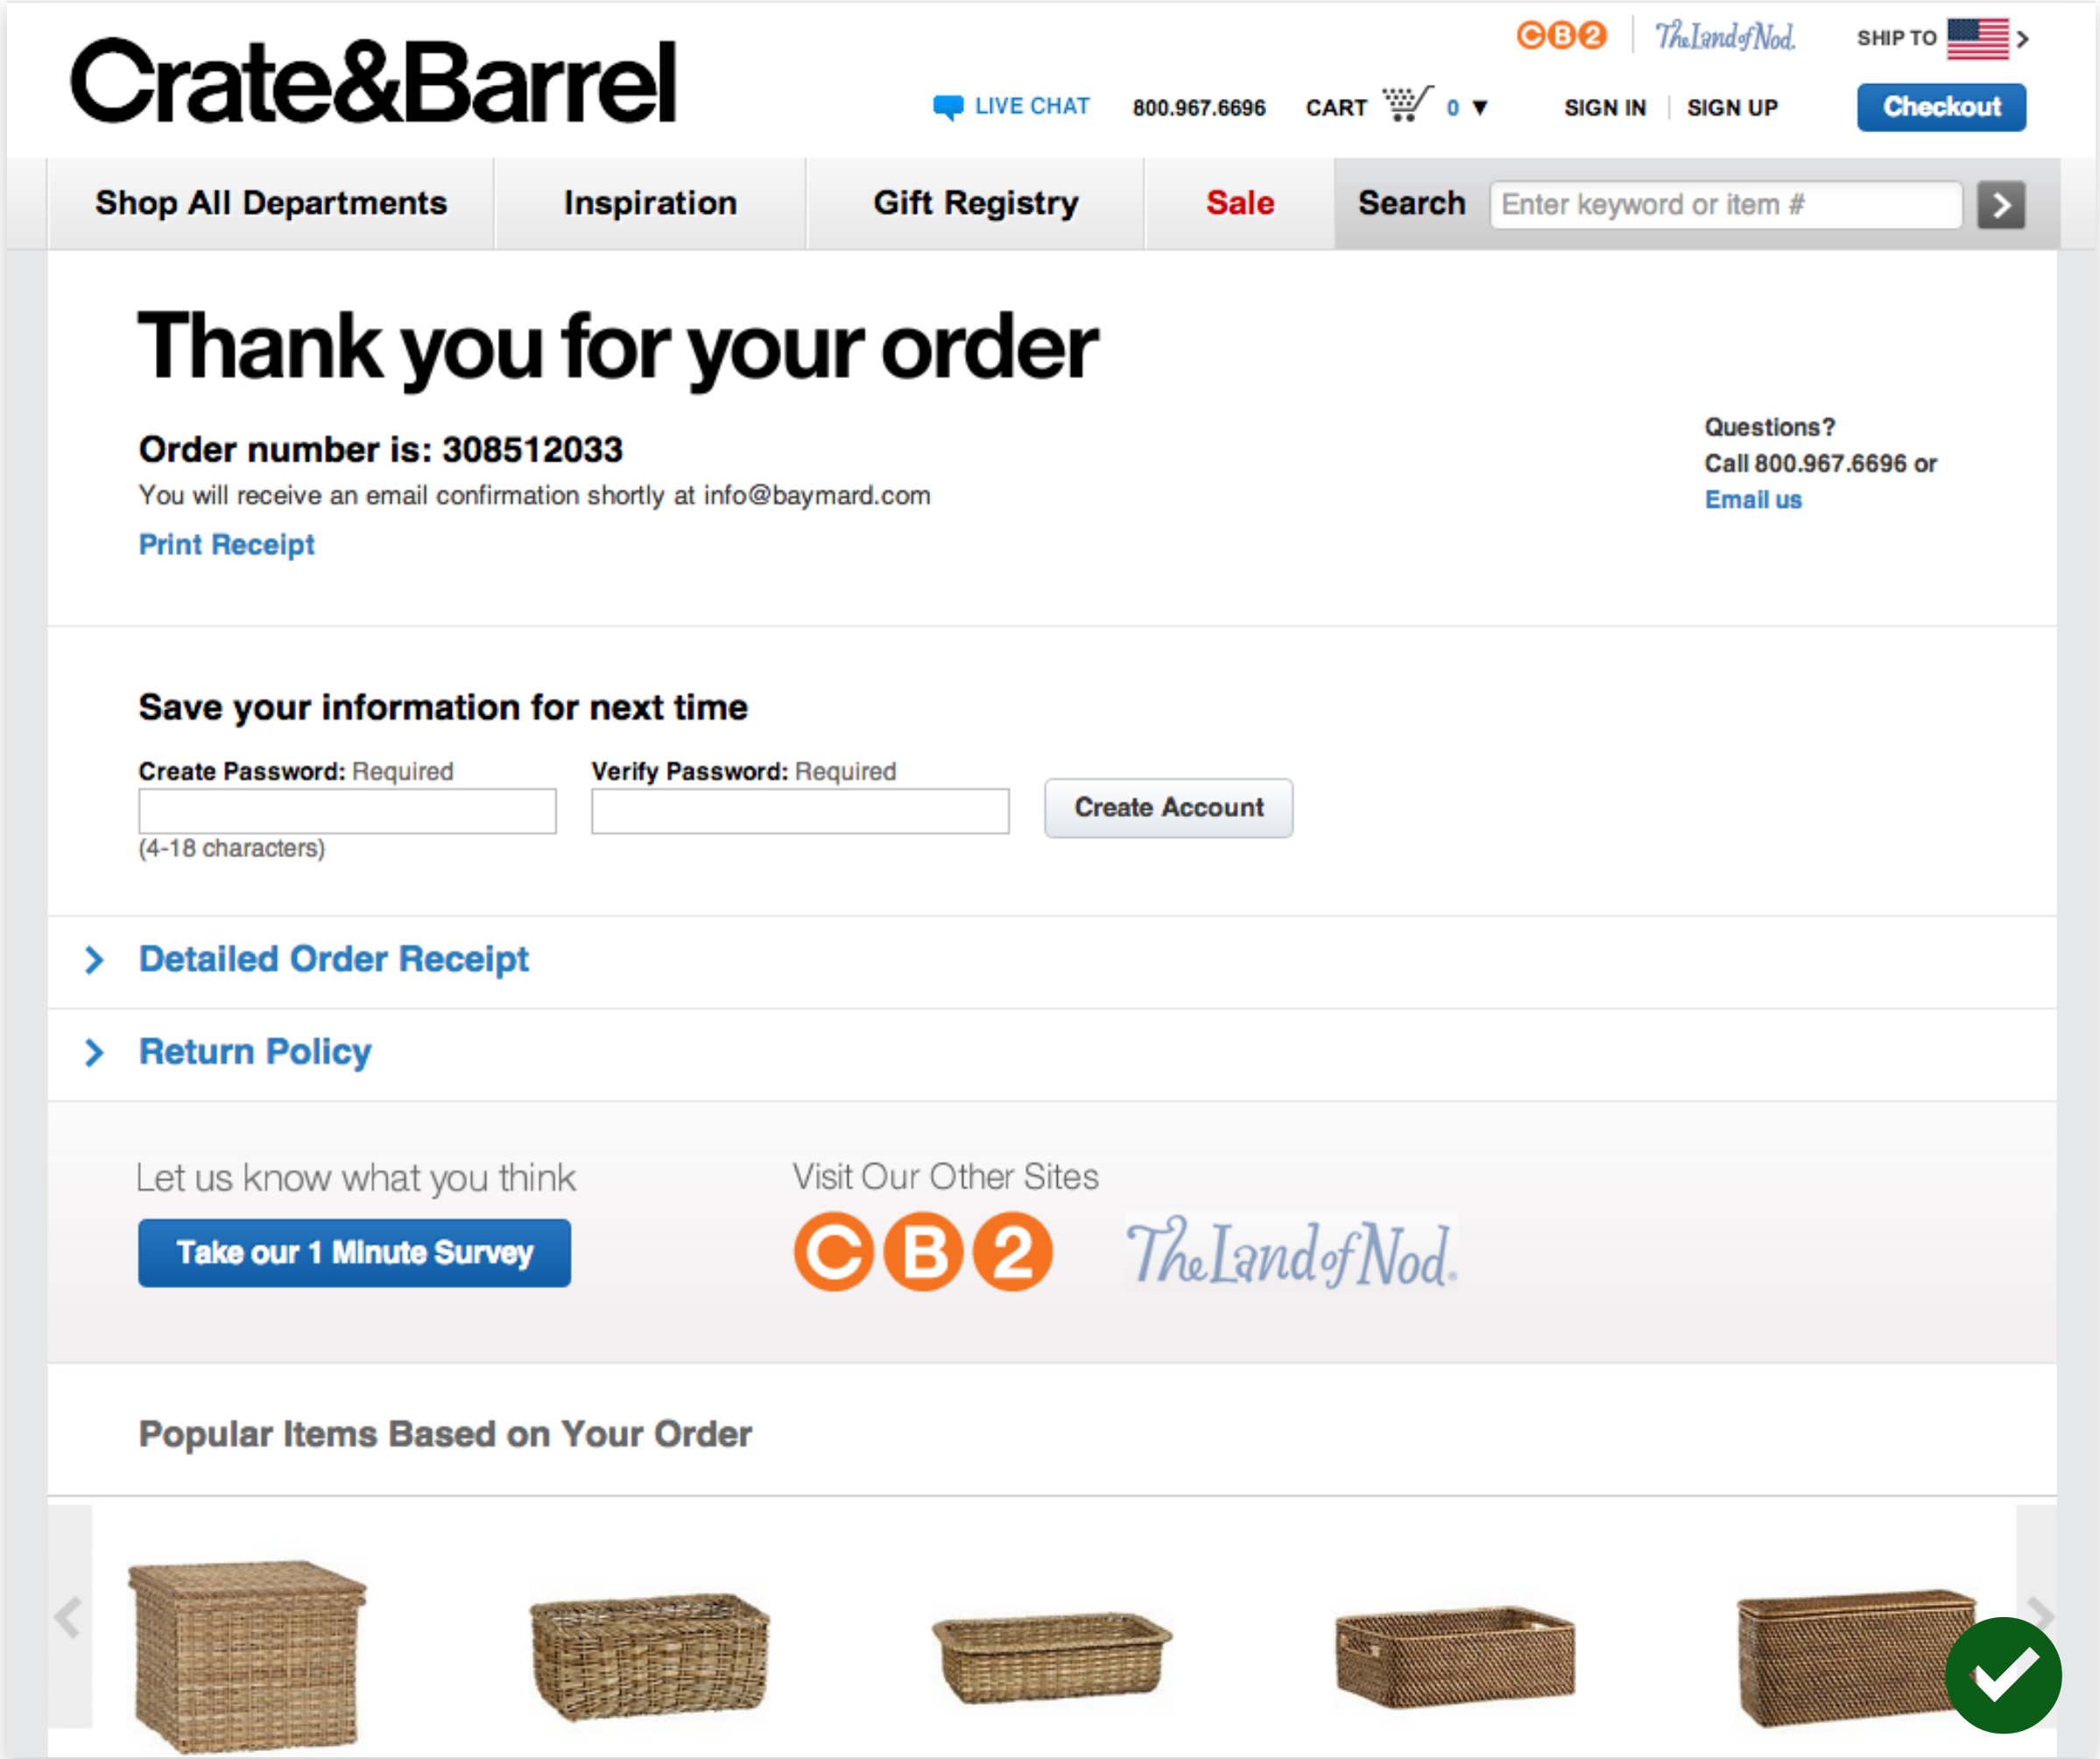 CB2
The Land of Nod.
SHIP TO
Crate&Barrel
LIVE CHAT
800.967.6696
CART
0
SIGN IN
SIGN UP
Checkout
Shop All Departments
Inspiration
Gift Registry
Sale
Search
Enter keyword or item #
Thank you for your order
Order number is: 308512033
You will receive an email confirmation shortly at info@baymard.com
Print Receipt
Questions?
Call 800.967.6696 or
Email us
Save your information for next time
Create Password: Required
Verify Password: Required
Create Account
(4-18 characters)
Detailed Order Receipt
Return Policy
Let us know what you think
Take our 1 Minute Survey
Visit Our Other Sites
CB2
The Land of Nod.
Popular Items Based on Your Order